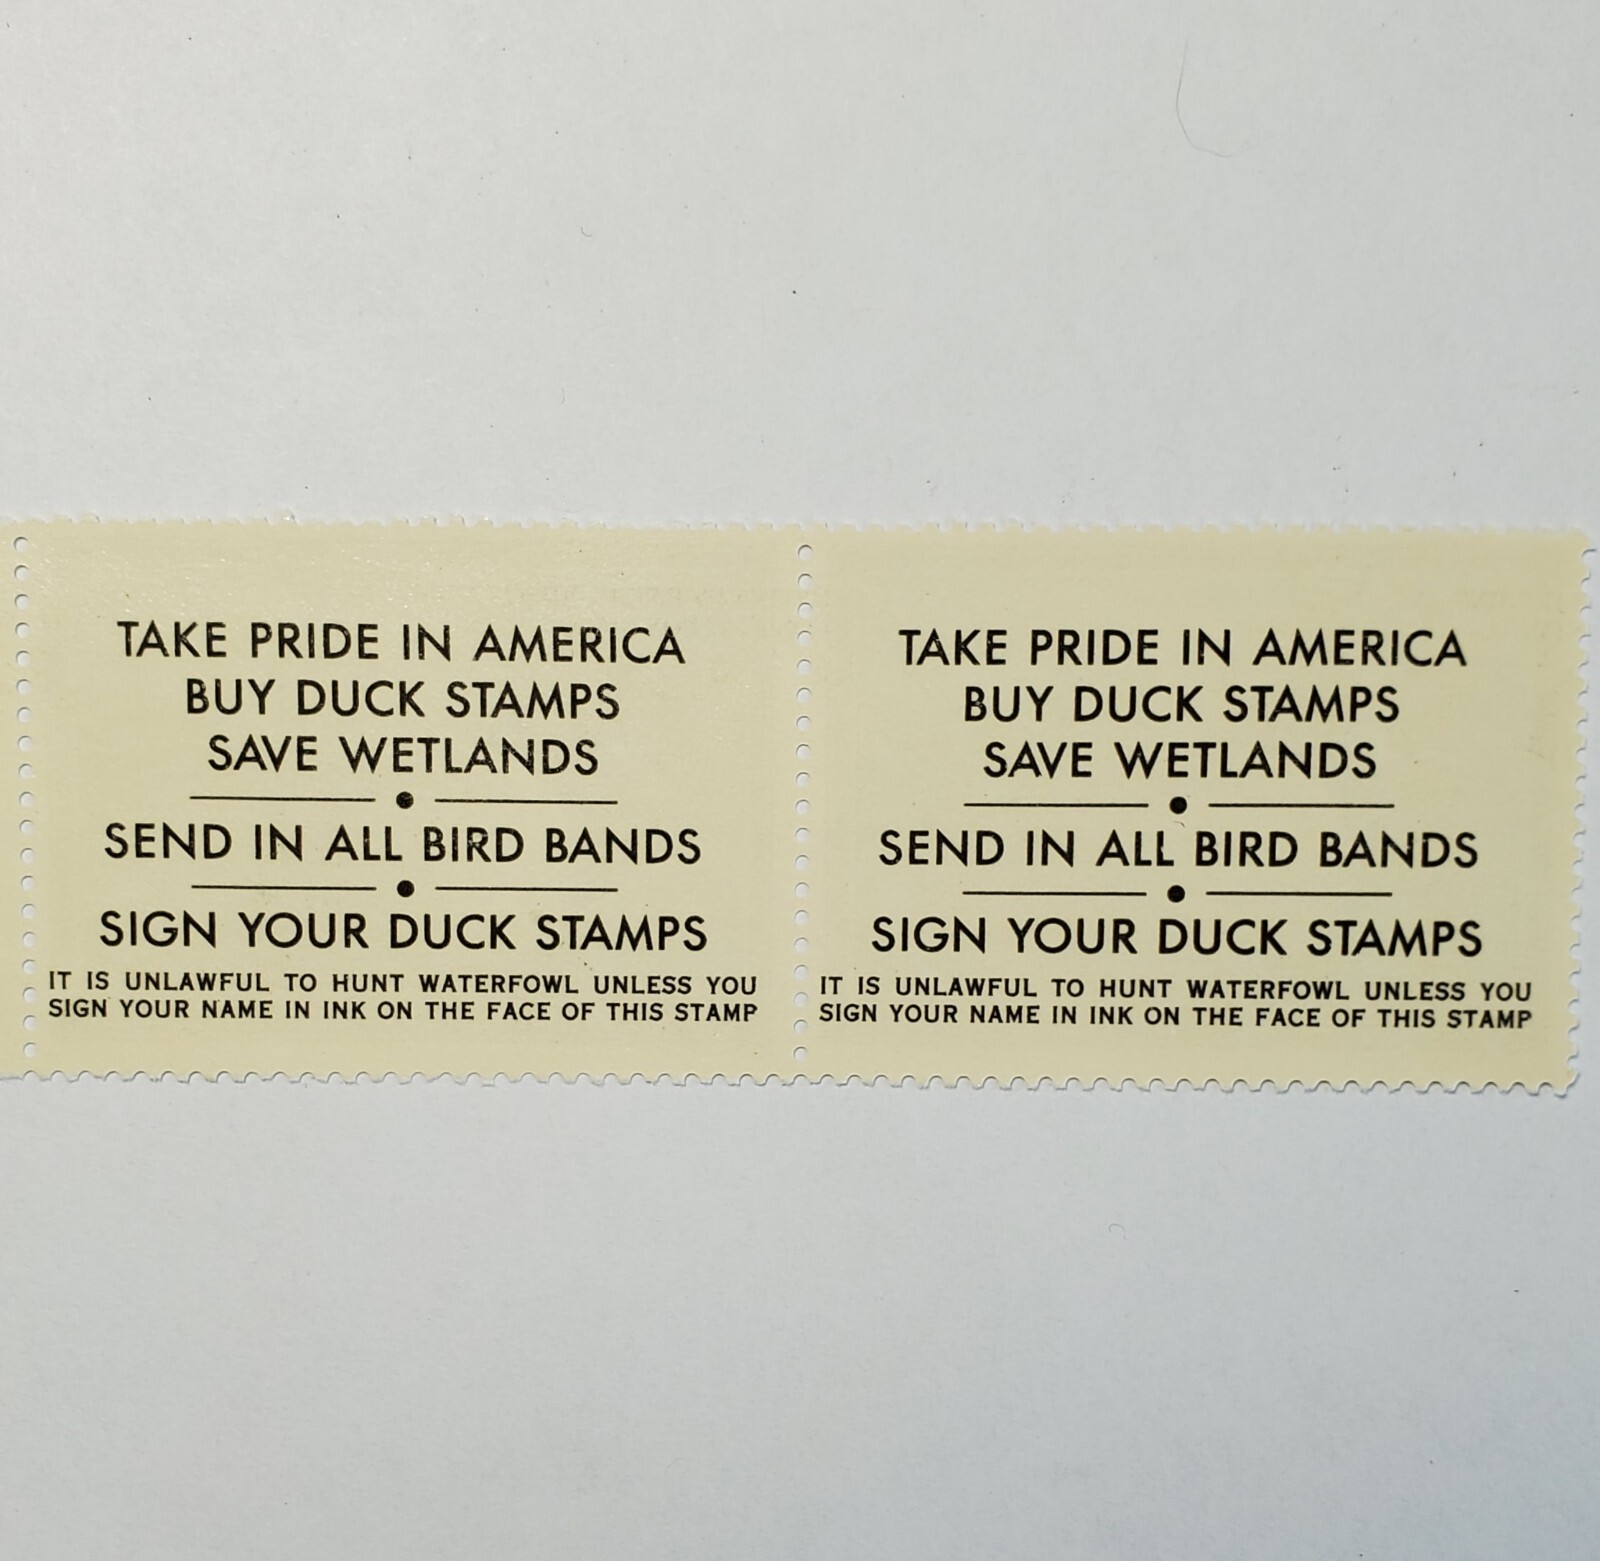 TAKE PRIDE IN AMERICA
BUY DUCK STAMPS
SAVE WETLANDS
SEND IN ALL BIRD BANDS
SIGN YOUR DUCK STAMPS
IT IS UNLAWFUL TO HUNT WATERFOWL UNLESS YOU
SIGN YOUR NAME IN INK ON THE FACE OF THIS STAMP
TAKE PRIDE IN AMERICA
BUY DUCK STAMPS
SAVE WETLANDS
SEND IN ALL BIRD BANDS
SIGN YOUR DUCK STAMPS
IT IS UNLAWFUL TO HUNT WATERFOWL UNLESS YOU
SIGN YOUR NAME IN INK ON THE FACE OF THIS STAMP